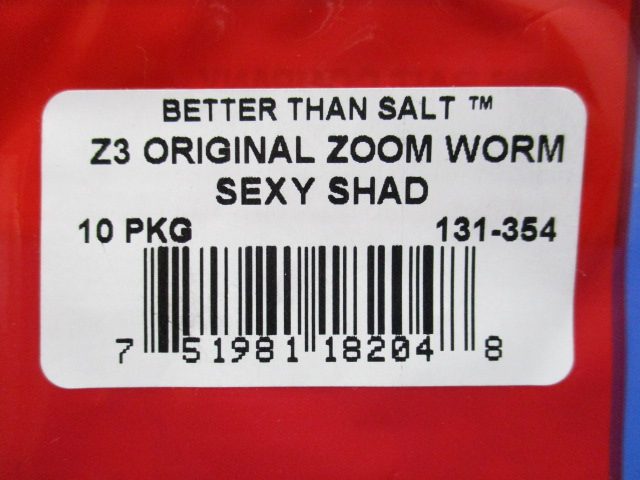 BETTER THAN SALT ™
Z3 ORIGINAL ZOOM WORM
SEXY SHAD
10 PKG 131-354
7 51981 18204 8